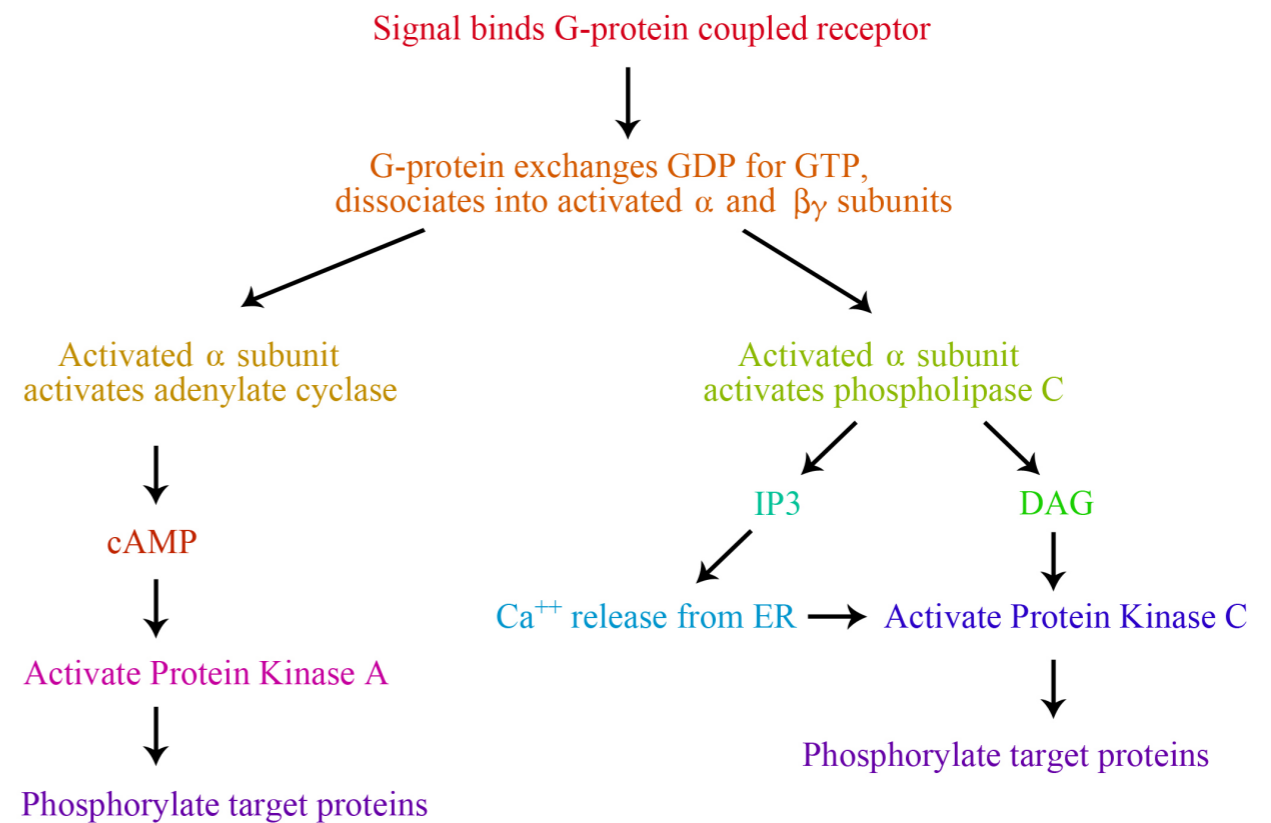 Signal binds G-protein coupled receptor
G-protein exchanges GDP for GTP,
dissociates into activated α and βγ subunits
Activated α subunit
activates adenylate cyclase
Activated α subunit
activates phospholipase C
IP3
DAG
cAMP
Ca⁺⁺ release from ER
Activate Protein Kinase C
Activate Protein Kinase A
Phosphorylate target proteins
Phosphorylate target proteins